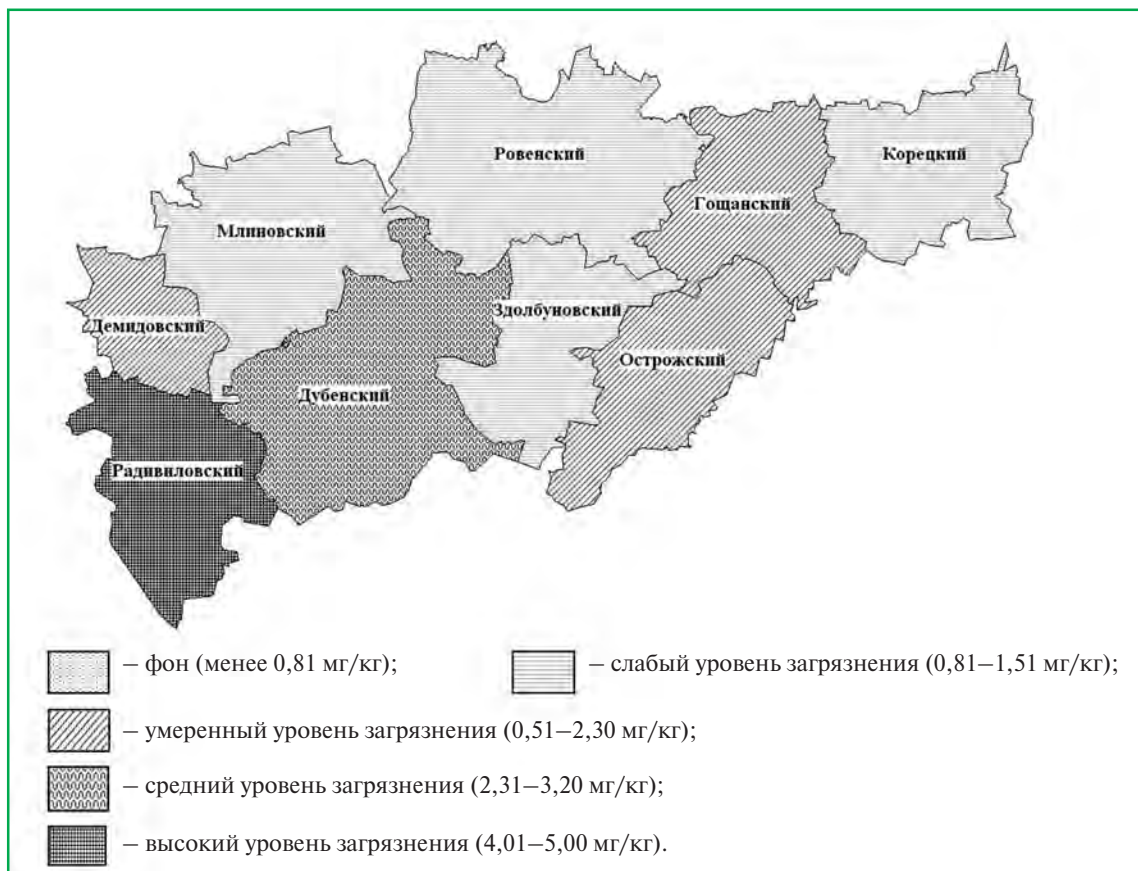 Ровенский
Корецкий
Гощанский
Млиновский
Здолбуновский
Демидовский
Острожский
Дубенский
Радивиловский
– фон (менее 0,81 мг/кг);
– слабый уровень загрязнения (0,81–1,51 мг/кг);
– умеренный уровень загрязнения (0,51–2,30 мг/кг);
– средний уровень загрязнения (2,31–3,20 мг/кг);
– высокий уровень загрязнения (4,01–5,00 мг/кг).